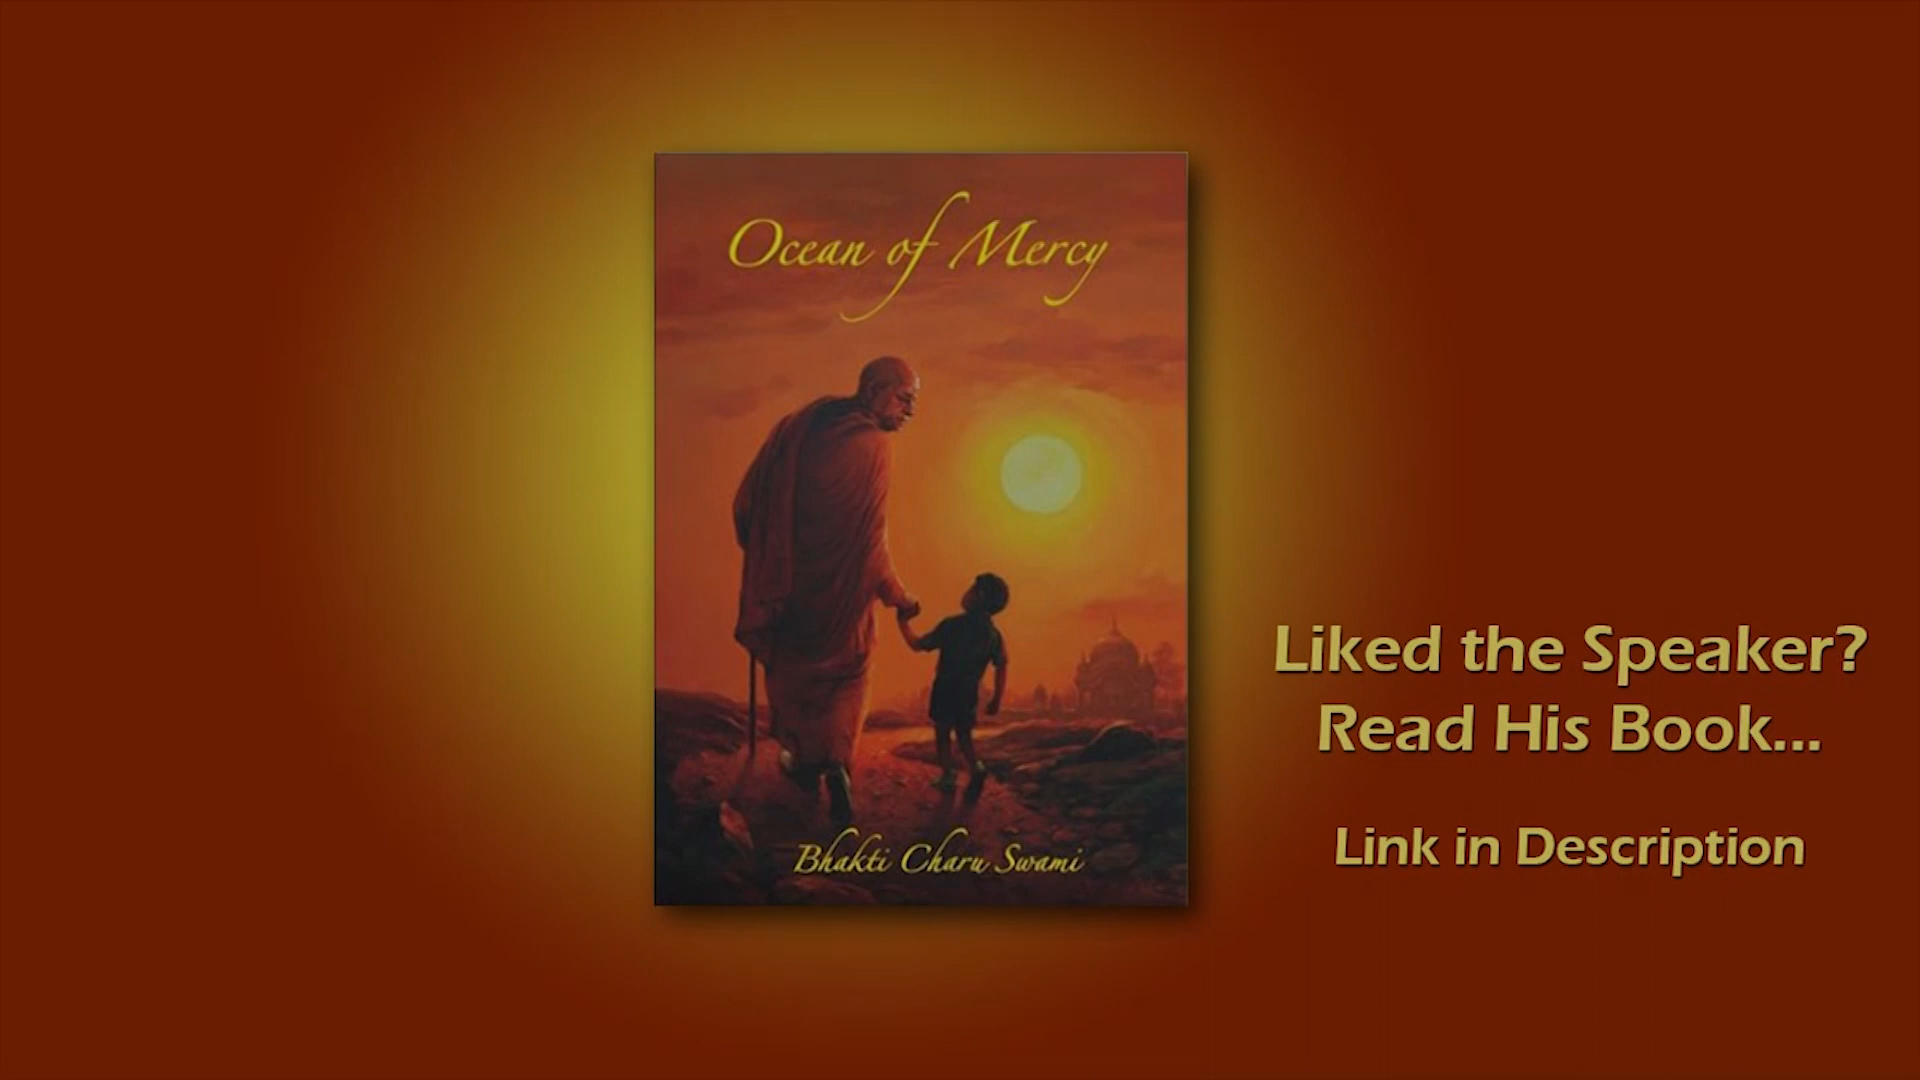 Ocean of Mercy
Bhakti Charu Swami
Liked the Speaker?
Read His Book...
Link in Description